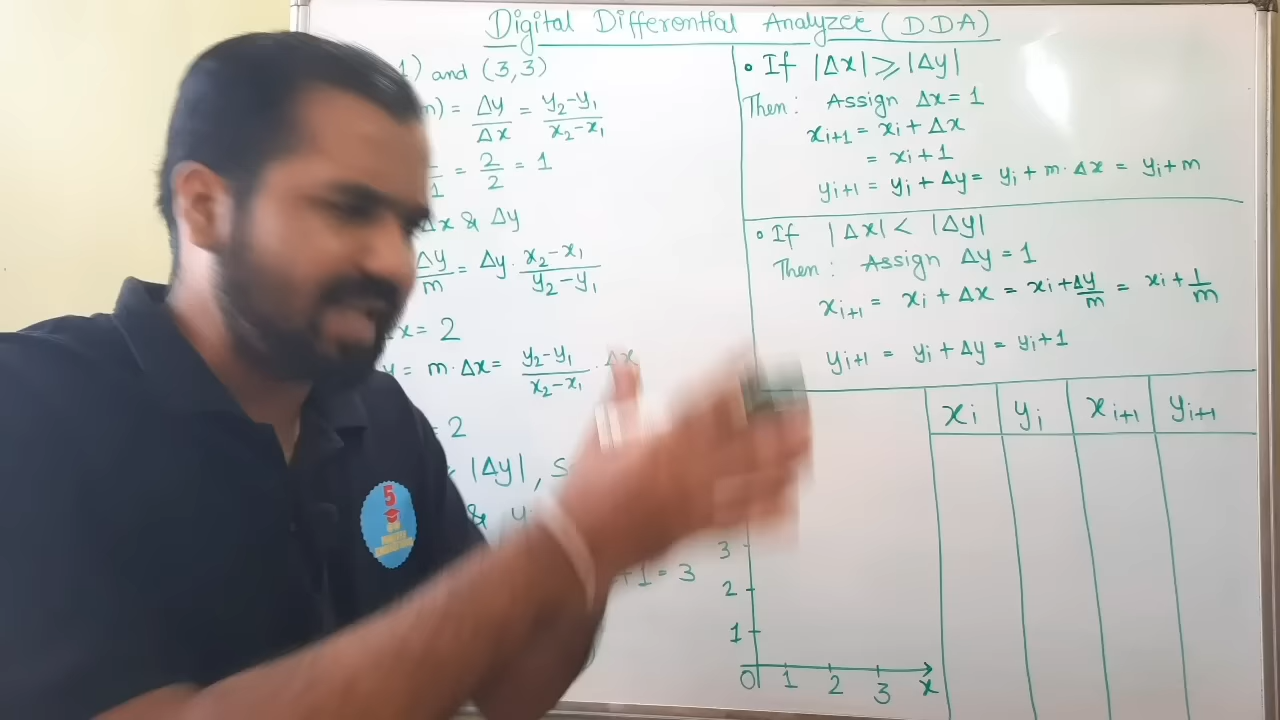 Digital Differential Analyzer (DDA)
1) and (3,3)
m) = Δy/Δx = y₂-y₁/x₂-x₁
= 2/2 = 1
Δx & Δy
Δy/m = Δy · x₂-x₁/y₂-y₁
x = 2
y = m·Δx = y₂-y₁/x₂-x₁ · Δx
= 2
|Δy|, S
& y
+1 = 3
• If |Δx| ⩾ |Δy|
Then : Assign Δx = 1
xᵢ₊₁ = xᵢ + Δx
= xᵢ + 1
yᵢ₊₁ = yᵢ + Δy = yᵢ + m·Δx = yᵢ + m
• If |Δx| < |Δy|
Then : Assign Δy = 1
xᵢ₊₁ = xᵢ + Δx = xᵢ + Δy/m = xᵢ + 1/m
yᵢ₊₁ = yᵢ + Δy = yᵢ + 1
xᵢ yᵢ xᵢ₊₁ yᵢ₊₁
3
2
1
0 1 2 3 x
5